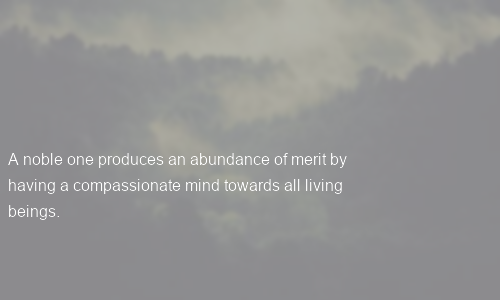 A noble one produces an abundance of merit by
having a compassionate mind towards all living
beings.